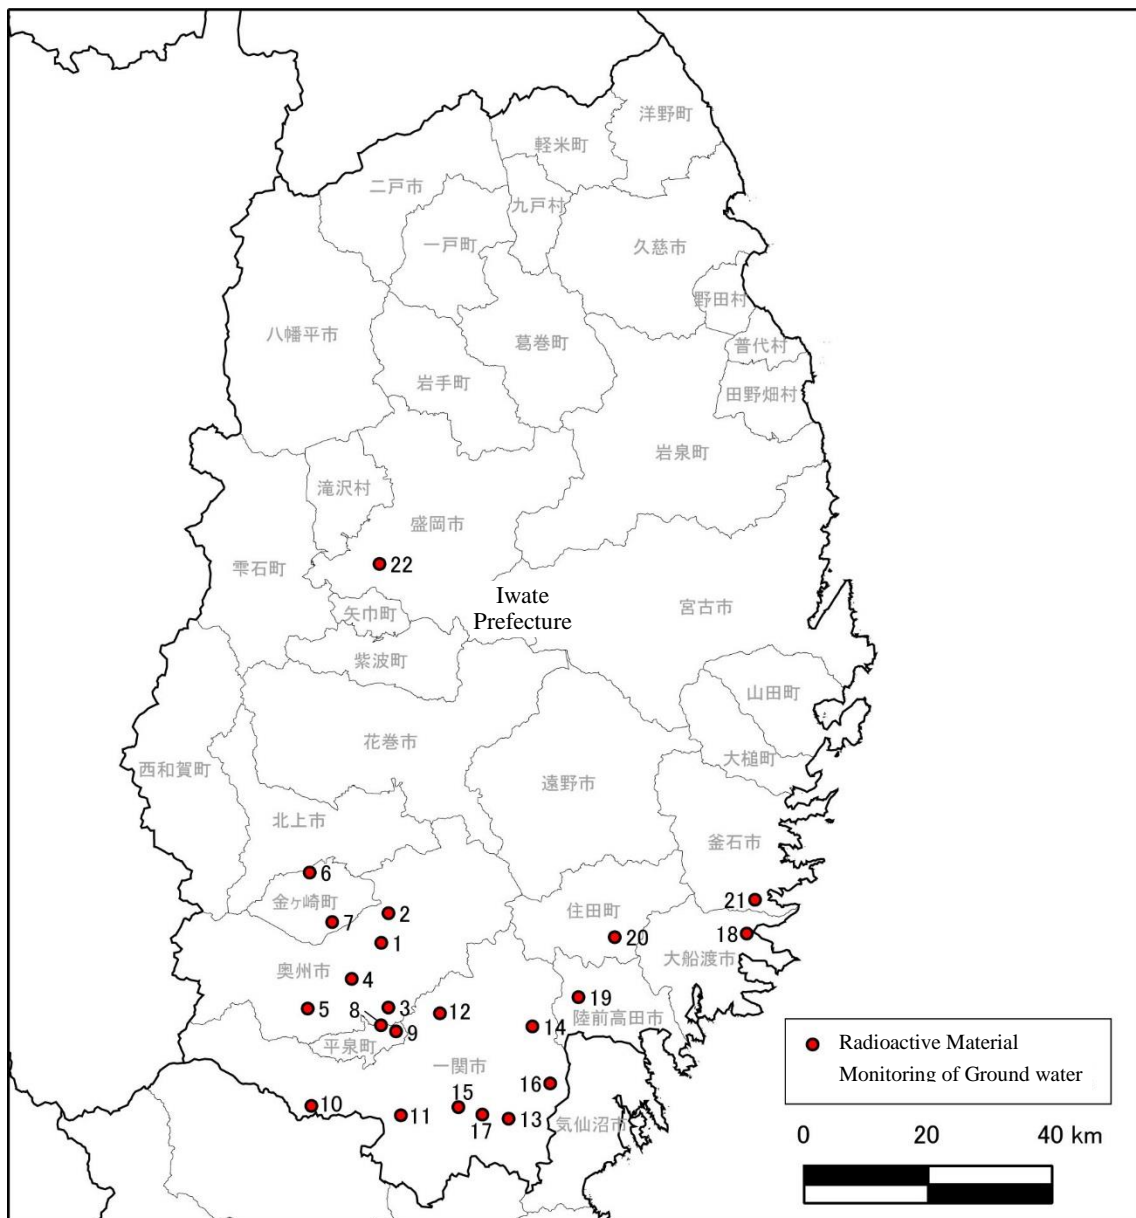 洋野町
軽米町
二戸市
九戸村
一戸町
久慈市
野田村
八幡平市
葛巻町
普代村
岩手町
田野畑村
岩泉町
滝沢村
盛岡市
雫石町
22
Iwate
Prefecture
宮古市
矢巾町
紫波町
山田町
花巻市
大槌町
西和賀町
遠野市
北上市
釜石市
6
金ヶ崎町
21
2
住田町
7
20
18
1
大船渡市
奥州市
4
19
5
3
8
12
陸前高田市
9
14
平泉町
一関市
16
10
15
11
17
13
気仙沼市
Radioactive Material
Monitoring of Ground water
0 20 40 km